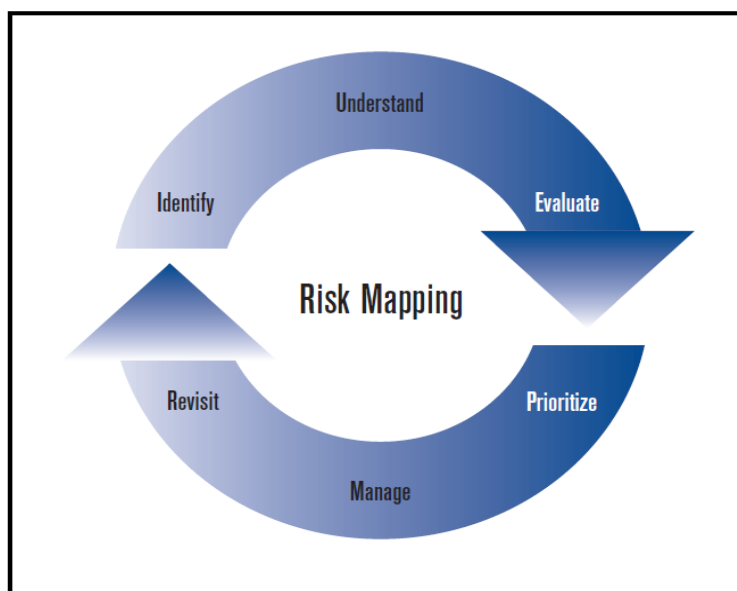 Understand
Identify
Evaluate
Risk Mapping
Revisit
Prioritize
Manage